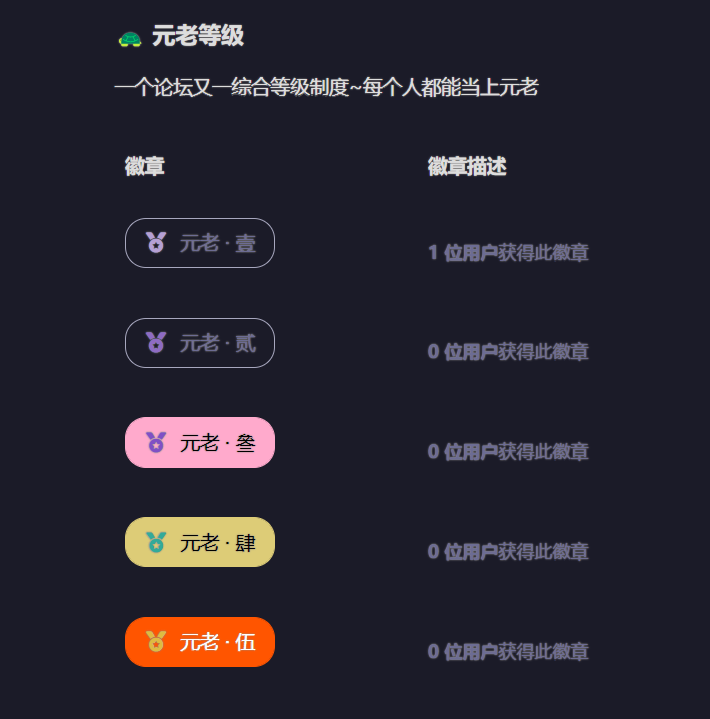 元老等级
一个论坛又一综合等级制度~每个人都能当上元老
徽章 徽章描述
元老 · 壹 1 位用户获得此徽章
元老 · 贰 0 位用户获得此徽章
元老 · 叁 0 位用户获得此徽章
元老 · 肆 0 位用户获得此徽章
元老 · 伍 0 位用户获得此徽章